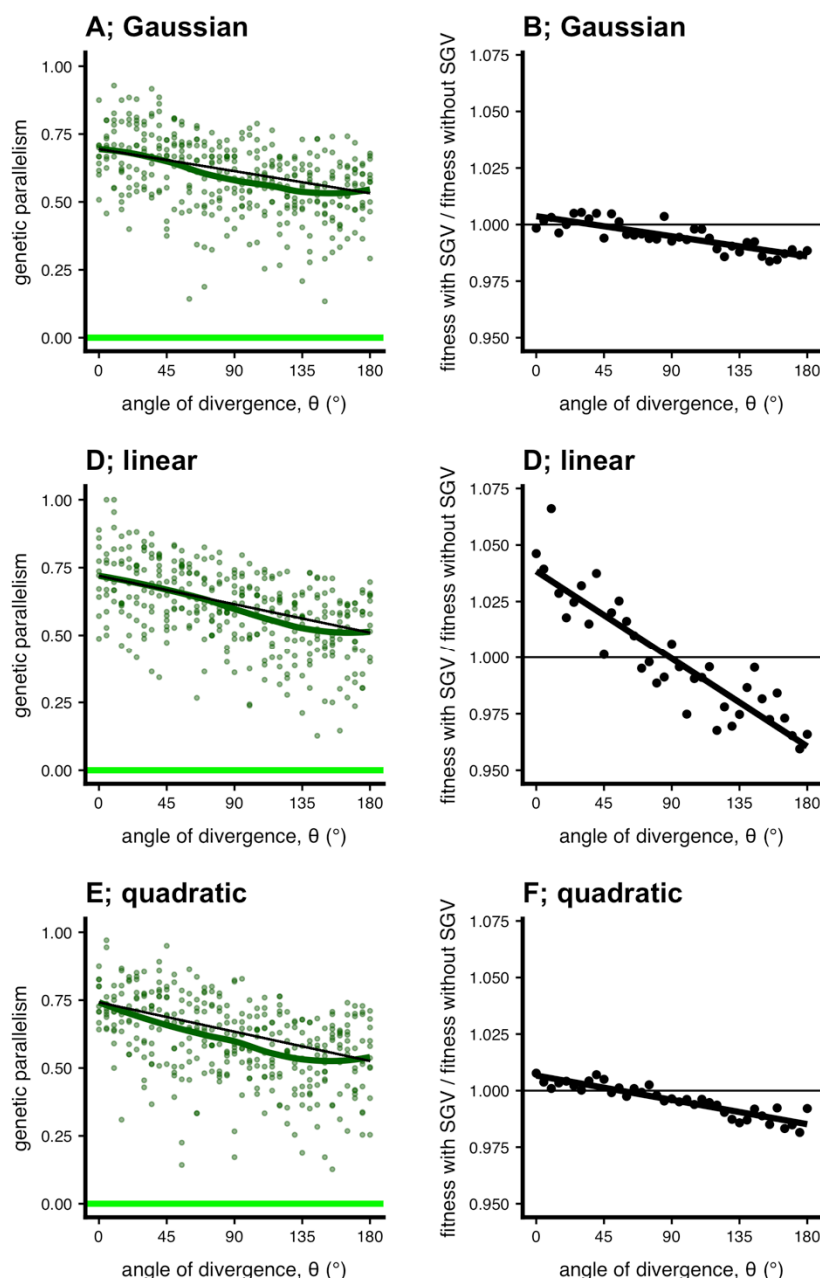 A; Gaussian
genetic parallelism
1.00
0.75
0.50
0.25
0.00
0 45 90 135 180
angle of divergence, θ (°)
B; Gaussian
fitness with SGV / fitness without SGV
1.075
1.050
1.025
1.000
0.975
0.950
0 45 90 135 180
angle of divergence, θ (°)
D; linear
genetic parallelism
1.00
0.75
0.50
0.25
0.00
0 45 90 135 180
angle of divergence, θ (°)
D; linear
fitness with SGV / fitness without SGV
1.075
1.050
1.025
1.000
0.975
0.950
0 45 90 135 180
angle of divergence, θ (°)
E; quadratic
genetic parallelism
1.00
0.75
0.50
0.25
0.00
0 45 90 135 180
angle of divergence, θ (°)
F; quadratic
fitness with SGV / fitness without SGV
1.075
1.050
1.025
1.000
0.975
0.950
0 45 90 135 180
angle of divergence, θ (°)